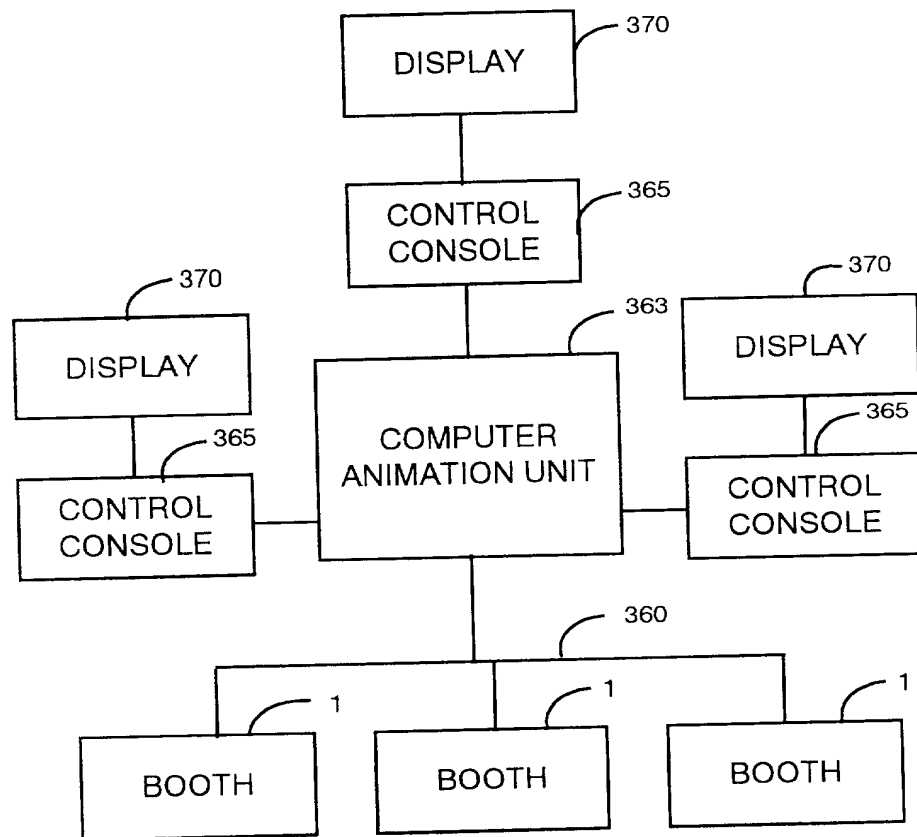 370
DISPLAY
365
CONTROL
CONSOLE
370
363
370
DISPLAY
DISPLAY
365
365
COMPUTER
ANIMATION UNIT
CONTROL
CONSOLE
CONTROL
CONSOLE
360
1
1
1
BOOTH
BOOTH
BOOTH